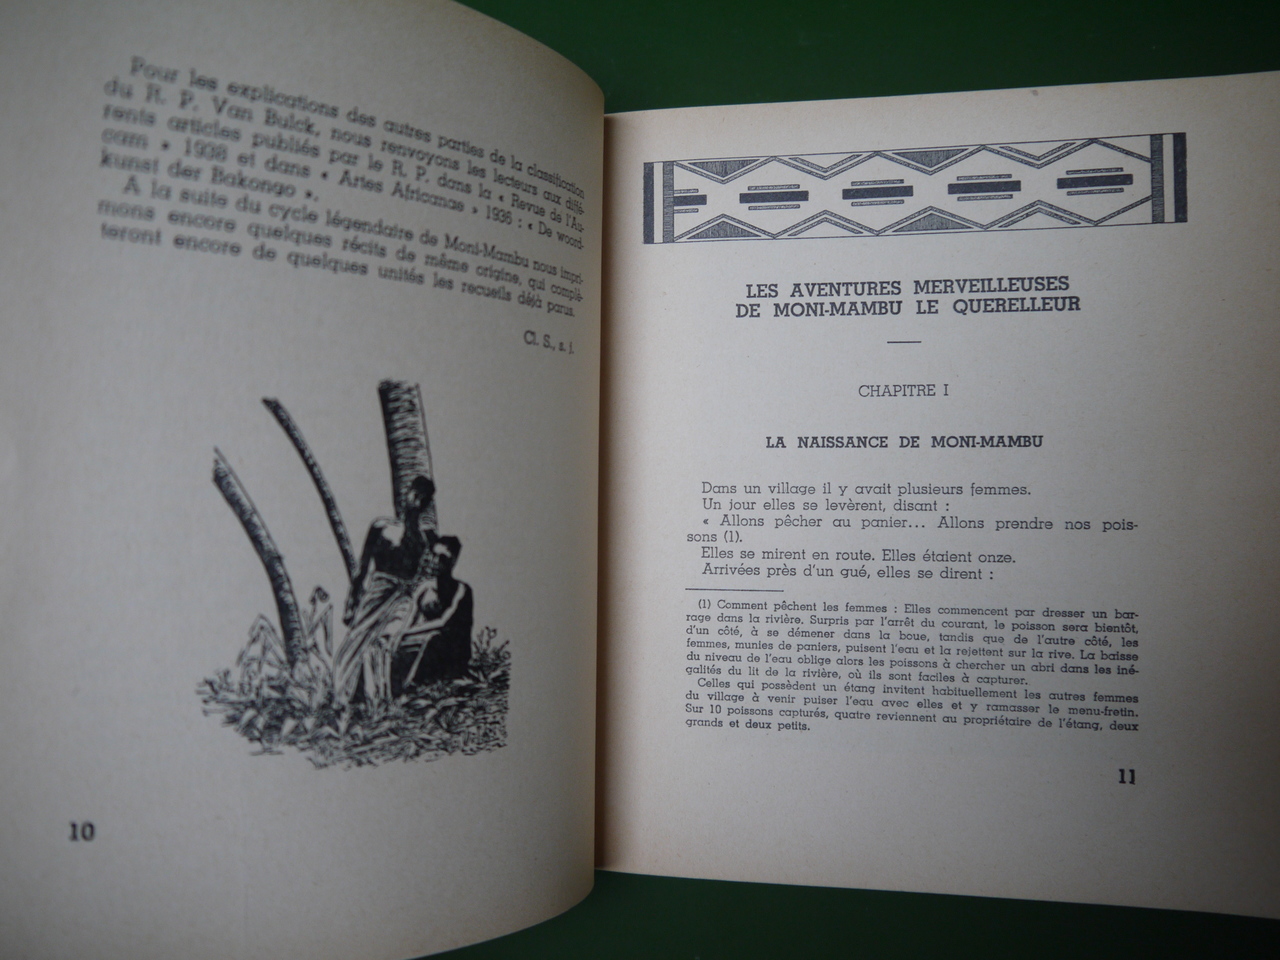 Pour les explications des autres parties de la classification
du R. P. Van Bulck, nous renvoyons les lecteurs aux diffé-
rents articles publiés par le R. P. dans la « Revue de l'Au-
cam » 1938 et dans « Artes Africanae » 1936 : « De woord-
kunst der Bakongo ».
A la suite du cycle légendaire de Moni-Mambu nous impri-
mons encore quelques récits de même origine, qui complè-
teront encore de quelques unités les recueils déjà parus.
Cl. S., s. j.
10
LES AVENTURES MERVEILLEUSES
DE MONI-MAMBU LE QUERELLEUR
CHAPITRE I
LA NAISSANCE DE MONI-MAMBU
Dans un village il y avait plusieurs femmes.
Un jour elles se levèrent, disant :
« Allons pêcher au panier... Allons prendre nos pois-
sons (1).
Elles se mirent en route. Elles étaient onze.
Arrivées près d'un gué, elles se dirent :
(1) Comment pêchent les femmes : Elles commencent par dresser un bar-
rage dans la rivière. Surpris par l'arrêt du courant, le poisson sera bientôt,
d'un côté, à se démener dans la boue, tandis que de l'autre côté, les
femmes, munies de paniers, puisent l'eau et la rejettent sur la rive. La baisse
du niveau de l'eau oblige alors les poissons à chercher un abri dans les iné-
galités du lit de la rivière, où ils sont faciles à capturer.
Celles qui possèdent un étang invitent habituellement les autres femmes
du village à venir puiser l'eau avec elles et y ramasser le menu-fretin.
Sur 10 poissons capturés, quatre reviennent au propriétaire de l'étang, deux
grands et deux petits.
11